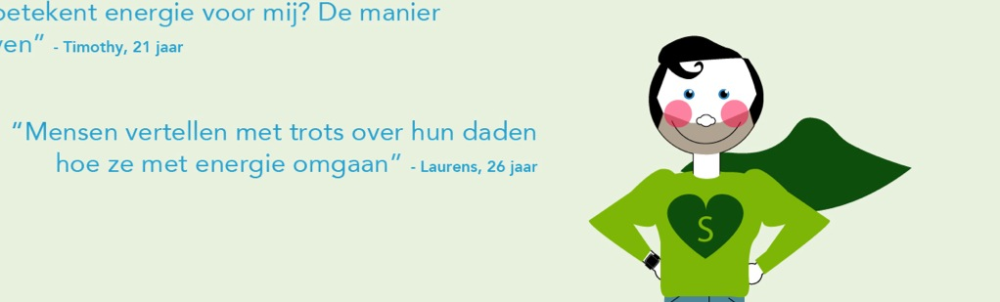 betekent energie voor mij? De manier
ven” - Timothy, 21 jaar
“Mensen vertellen met trots over hun daden
hoe ze met energie omgaan” - Laurens, 26 jaar
S